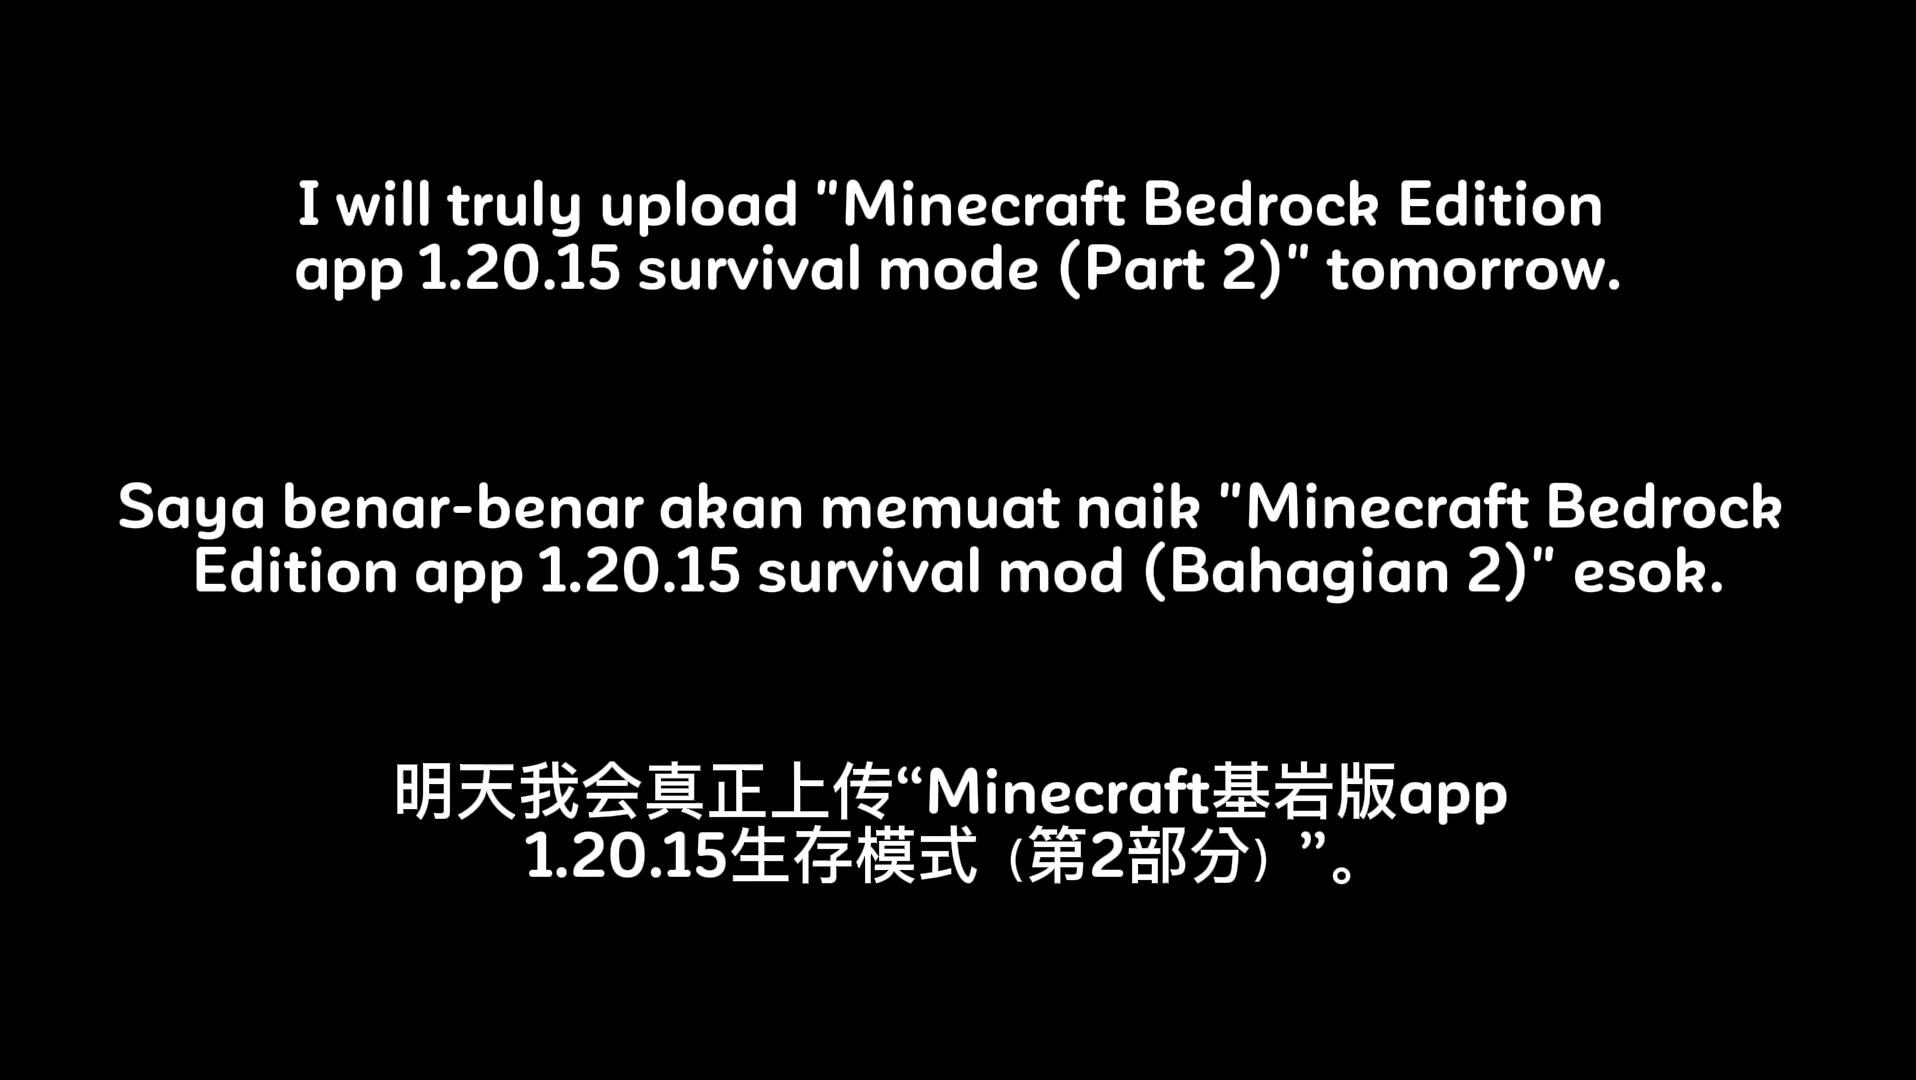 I will truly upload "Minecraft Bedrock Edition
app 1.20.15 survival mode (Part 2)" tomorrow.
Saya benar-benar akan memuat naik "Minecraft Bedrock
Edition app 1.20.15 survival mod (Bahagian 2)" esok.
明天我会真正上传“Minecraft基岩版app
1.20.15生存模式（第2部分）”。